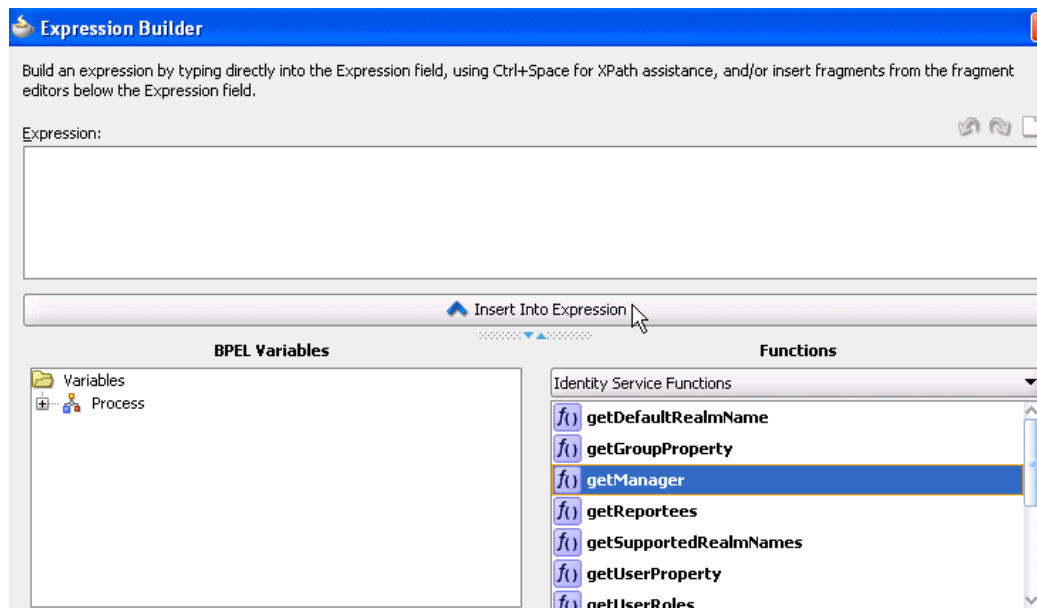 Expression Builder
Build an expression by typing directly into the Expression field, using Ctrl+Space for XPath assistance, and/or insert fragments from the fragment
editors below the Expression field.
Expression:
Insert Into Expression
BPEL Variables
Variables
Process
Functions
Identity Service Functions
f() getDefaultRealmName
f() getGroupProperty
f() getManager
f() getReportees
f() getSupportedRealmNames
f() getUserProperty
f() getUserRoles